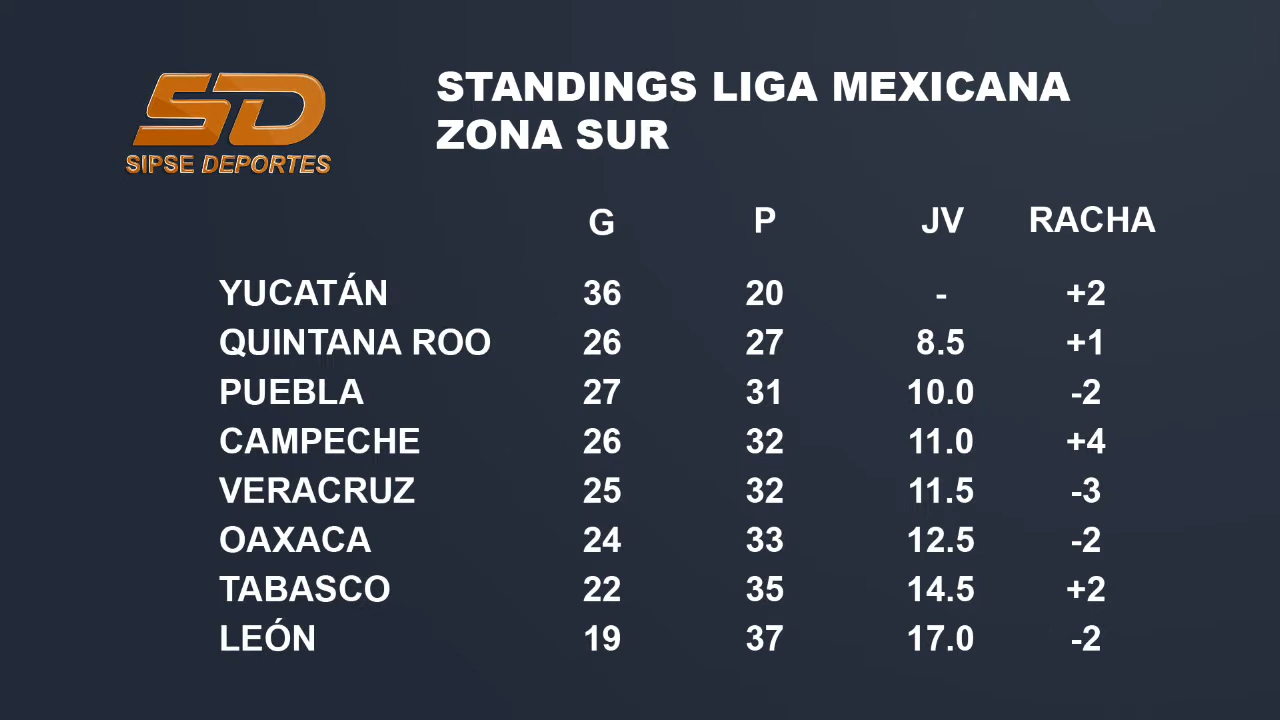 SD
SIPSE DEPORTES
STANDINGS LIGA MEXICANA
ZONA SUR
G P JV RACHA
YUCATÁN 36 20 - +2
QUINTANA ROO 26 27 8.5 +1
PUEBLA 27 31 10.0 -2
CAMPECHE 26 32 11.0 +4
VERACRUZ 25 32 11.5 -3
OAXACA 24 33 12.5 -2
TABASCO 22 35 14.5 +2
LEÓN 19 37 17.0 -2